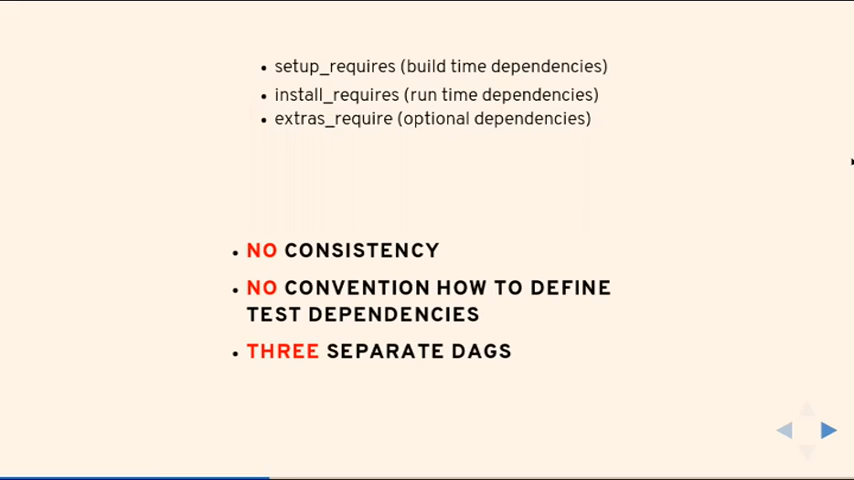 • setup_requires (build time dependencies)
• install_requires (run time dependencies)
• extras_require (optional dependencies)
• NO CONSISTENCY
• NO CONVENTION HOW TO DEFINE
TEST DEPENDENCIES
• THREE SEPARATE DAGS